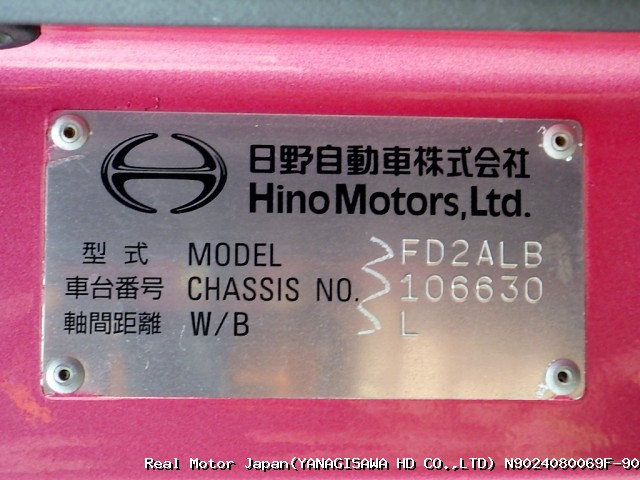 日野自動車株式会社
Hino Motors, Ltd.
型式 MODEL FD2ALB
車台番号 CHASSIS NO. 106630
軸間距離 W/B L
Real Motor Japan(YANAGISAWA HD CO.,LTD) N9024080069F-90